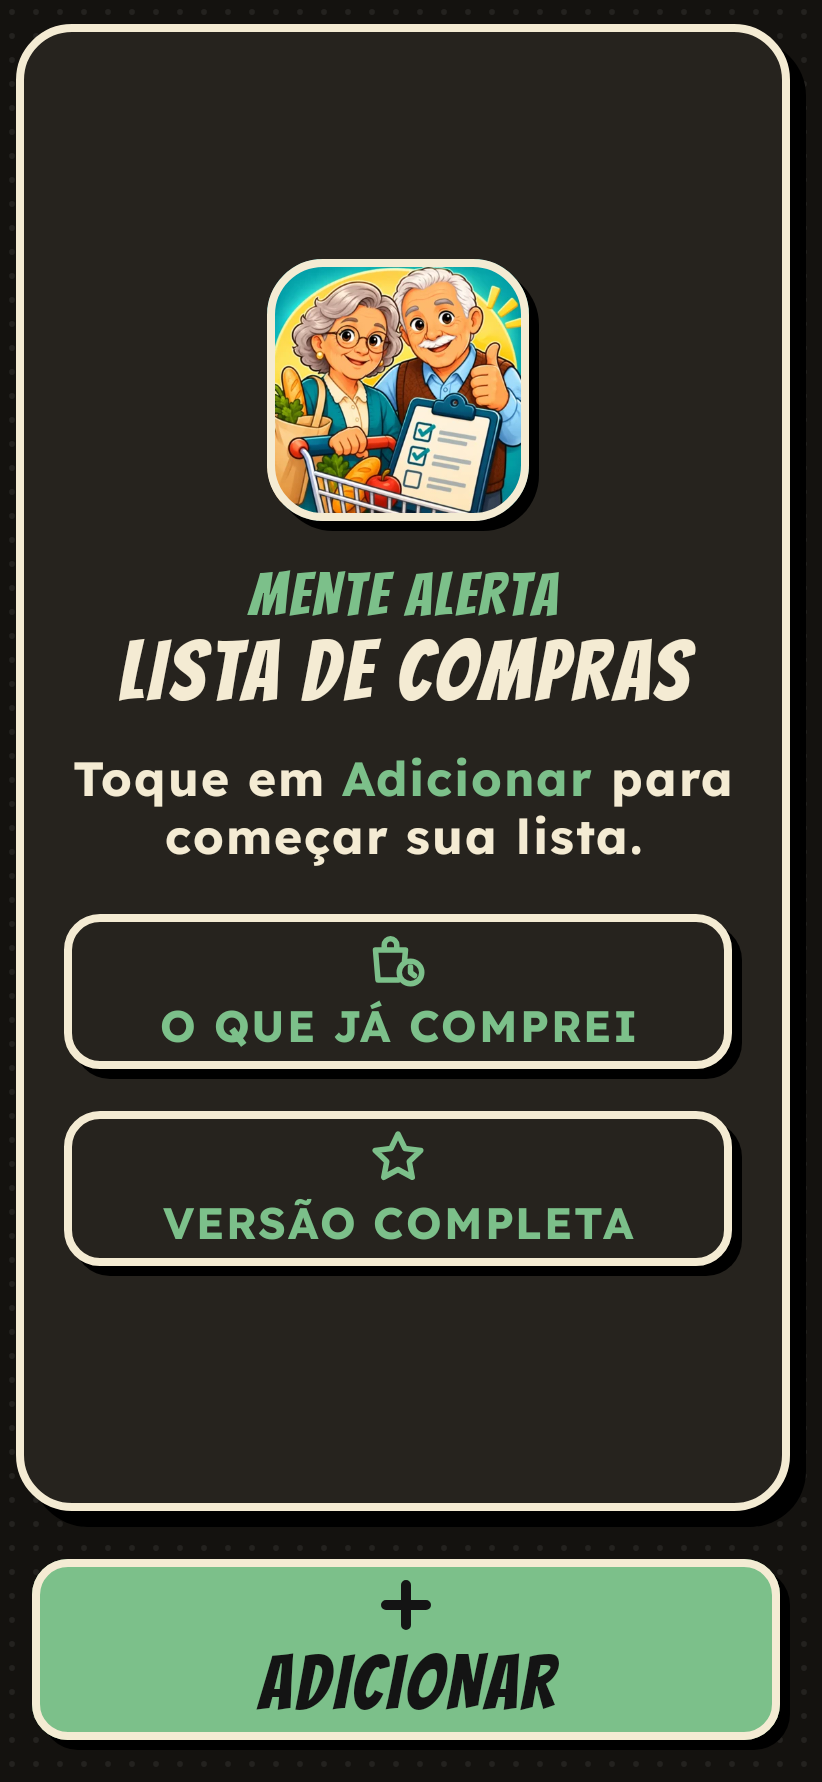 MENTE ALERTA
LISTA DE COMPRAS
Toque em Adicionar para
começar sua lista.
O QUE JÁ COMPREI
VERSÃO COMPLETA
ADICIONAR